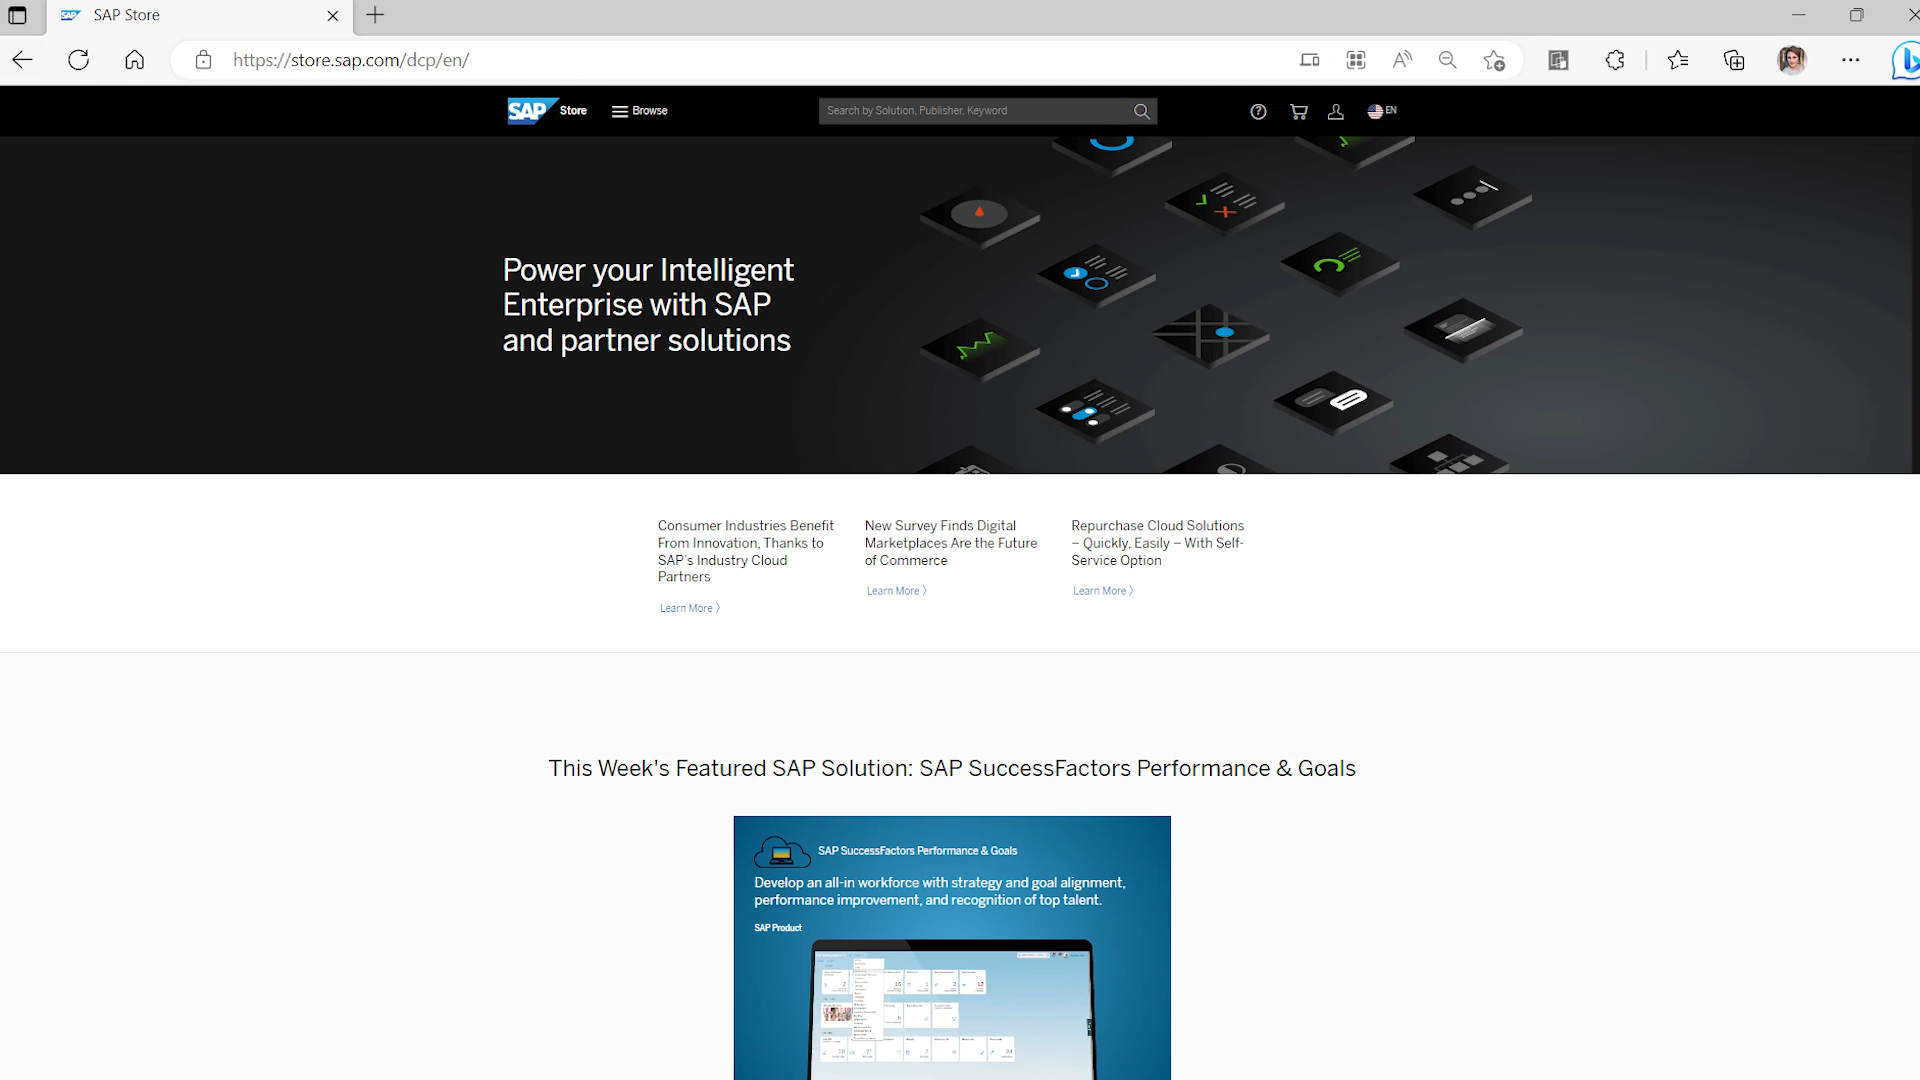 SAP Store
https://store.sap.com/dcp/en/
SAP Store
Browse
Search by Solution, Publisher, Keyword
EN
Power your Intelligent
Enterprise with SAP
and partner solutions
Consumer Industries Benefit
From Innovation, Thanks to
SAP's Industry Cloud
Partners
Learn More
New Survey Finds Digital
Marketplaces Are the Future
of Commerce
Learn More
Repurchase Cloud Solutions
– Quickly, Easily – With Self-
Service Option
Learn More
This Week's Featured SAP Solution: SAP SuccessFactors Performance & Goals
SAP SuccessFactors Performance & Goals
Develop an all-in workforce with strategy and goal alignment,
performance improvement, and recognition of top talent.
SAP Product